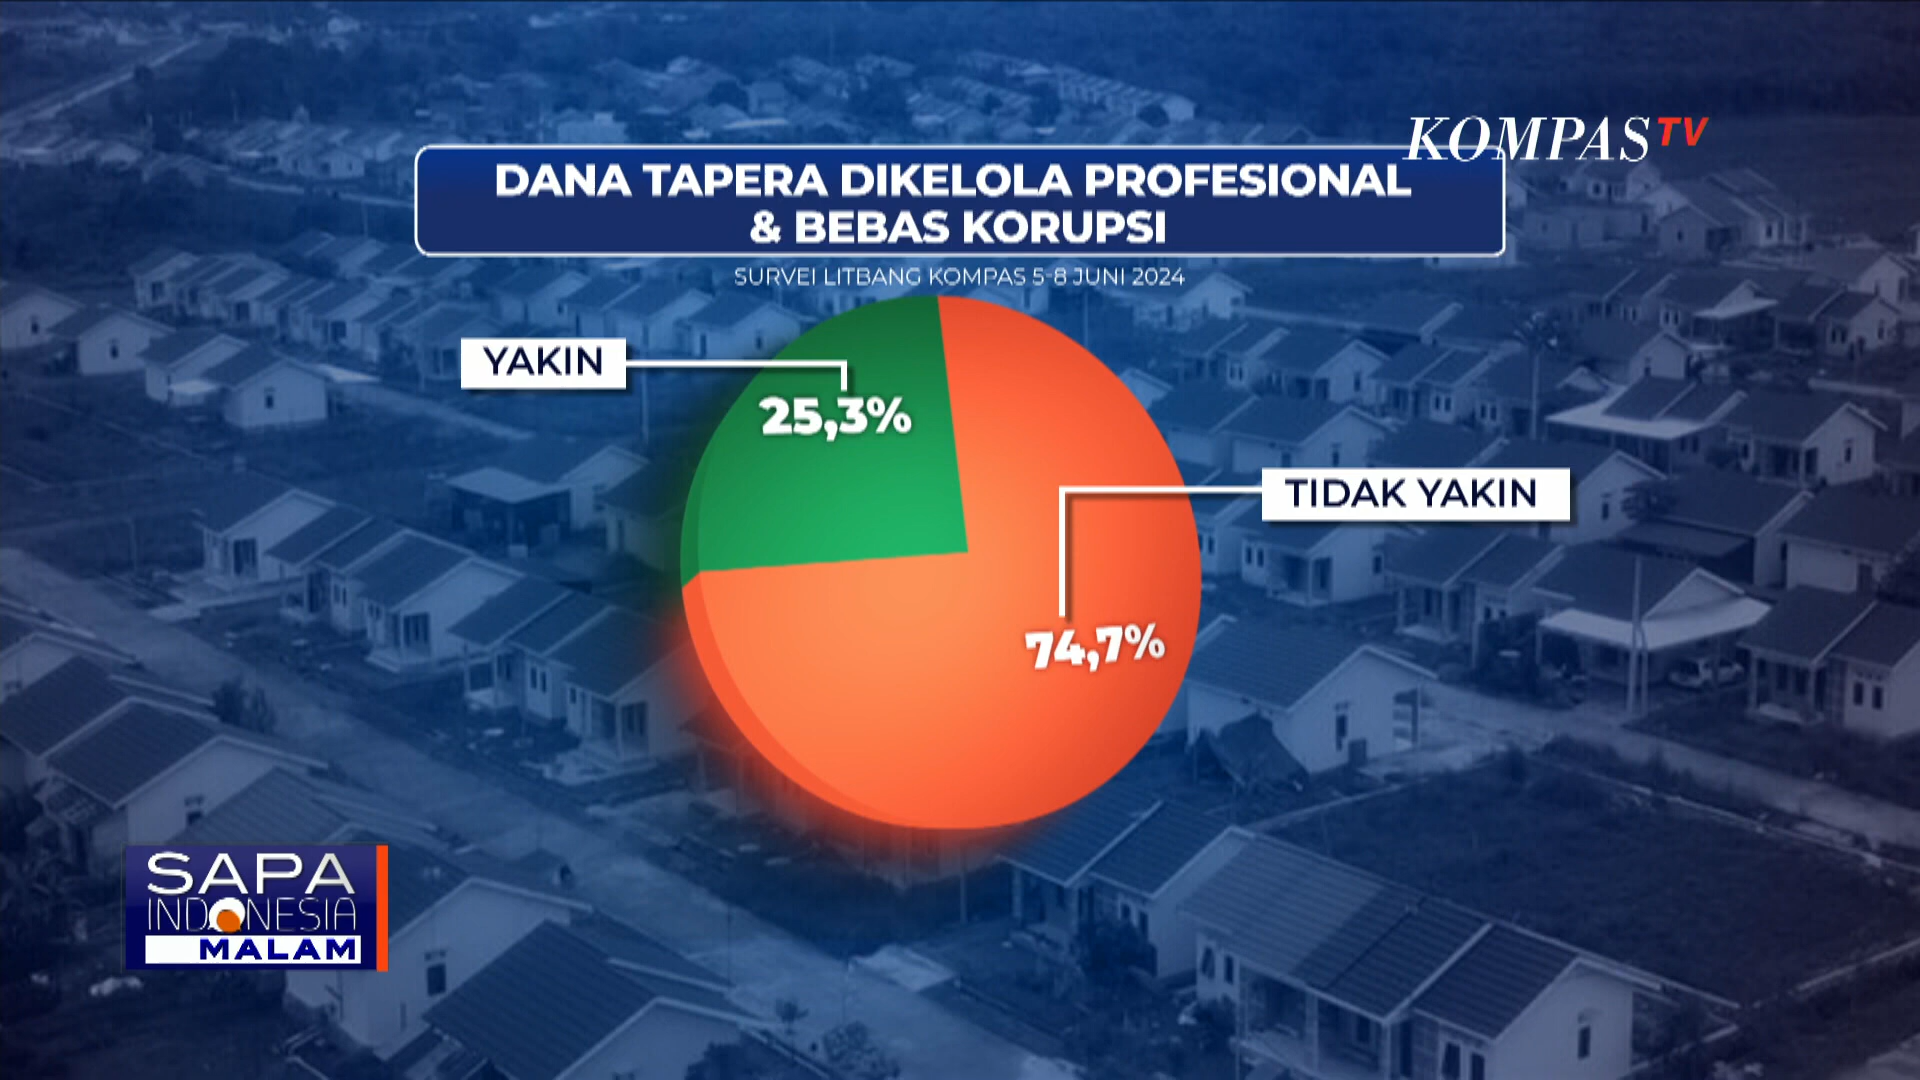 KOMPAS TV
DANA TAPERA DIKELOLA PROFESIONAL
& BEBAS KORUPSI
SURVEI LITBANG KOMPAS 5-8 JUNI 2024
YAKIN
25,3%
TIDAK YAKIN
74,7%
SAPA
INDONESIA
MALAM